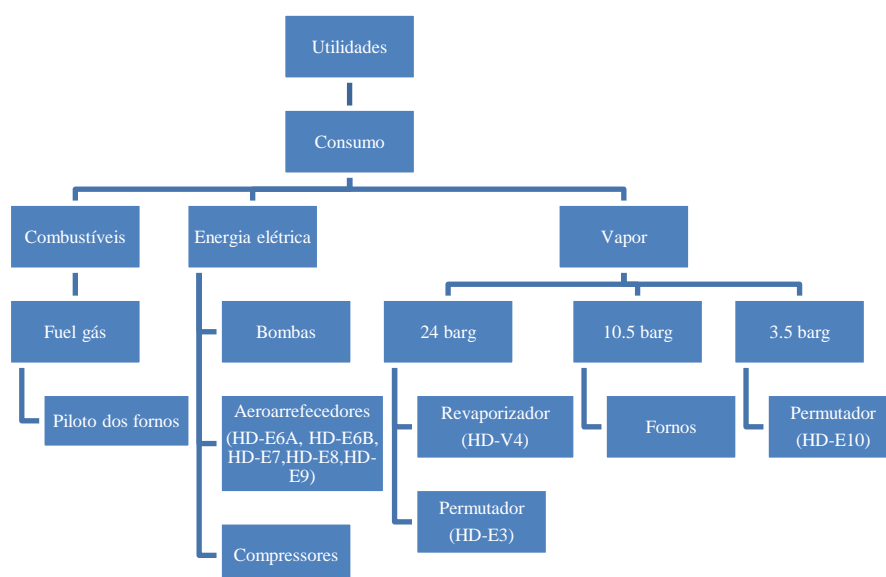 Utilidades
Consumo
Combustíveis
Energia elétrica
Vapor
Fuel gás
Bombas
24 barg
10.5 barg
3.5 barg
Piloto dos fornos
Aeroarrefecedores
(HD-E6A, HD-E6B,
HD-E7,HD-E8,HD-
E9)
Revaporizador
(HD-V4)
Fornos
Permutador
(HD-E10)
Compressores
Permutador
(HD-E3)